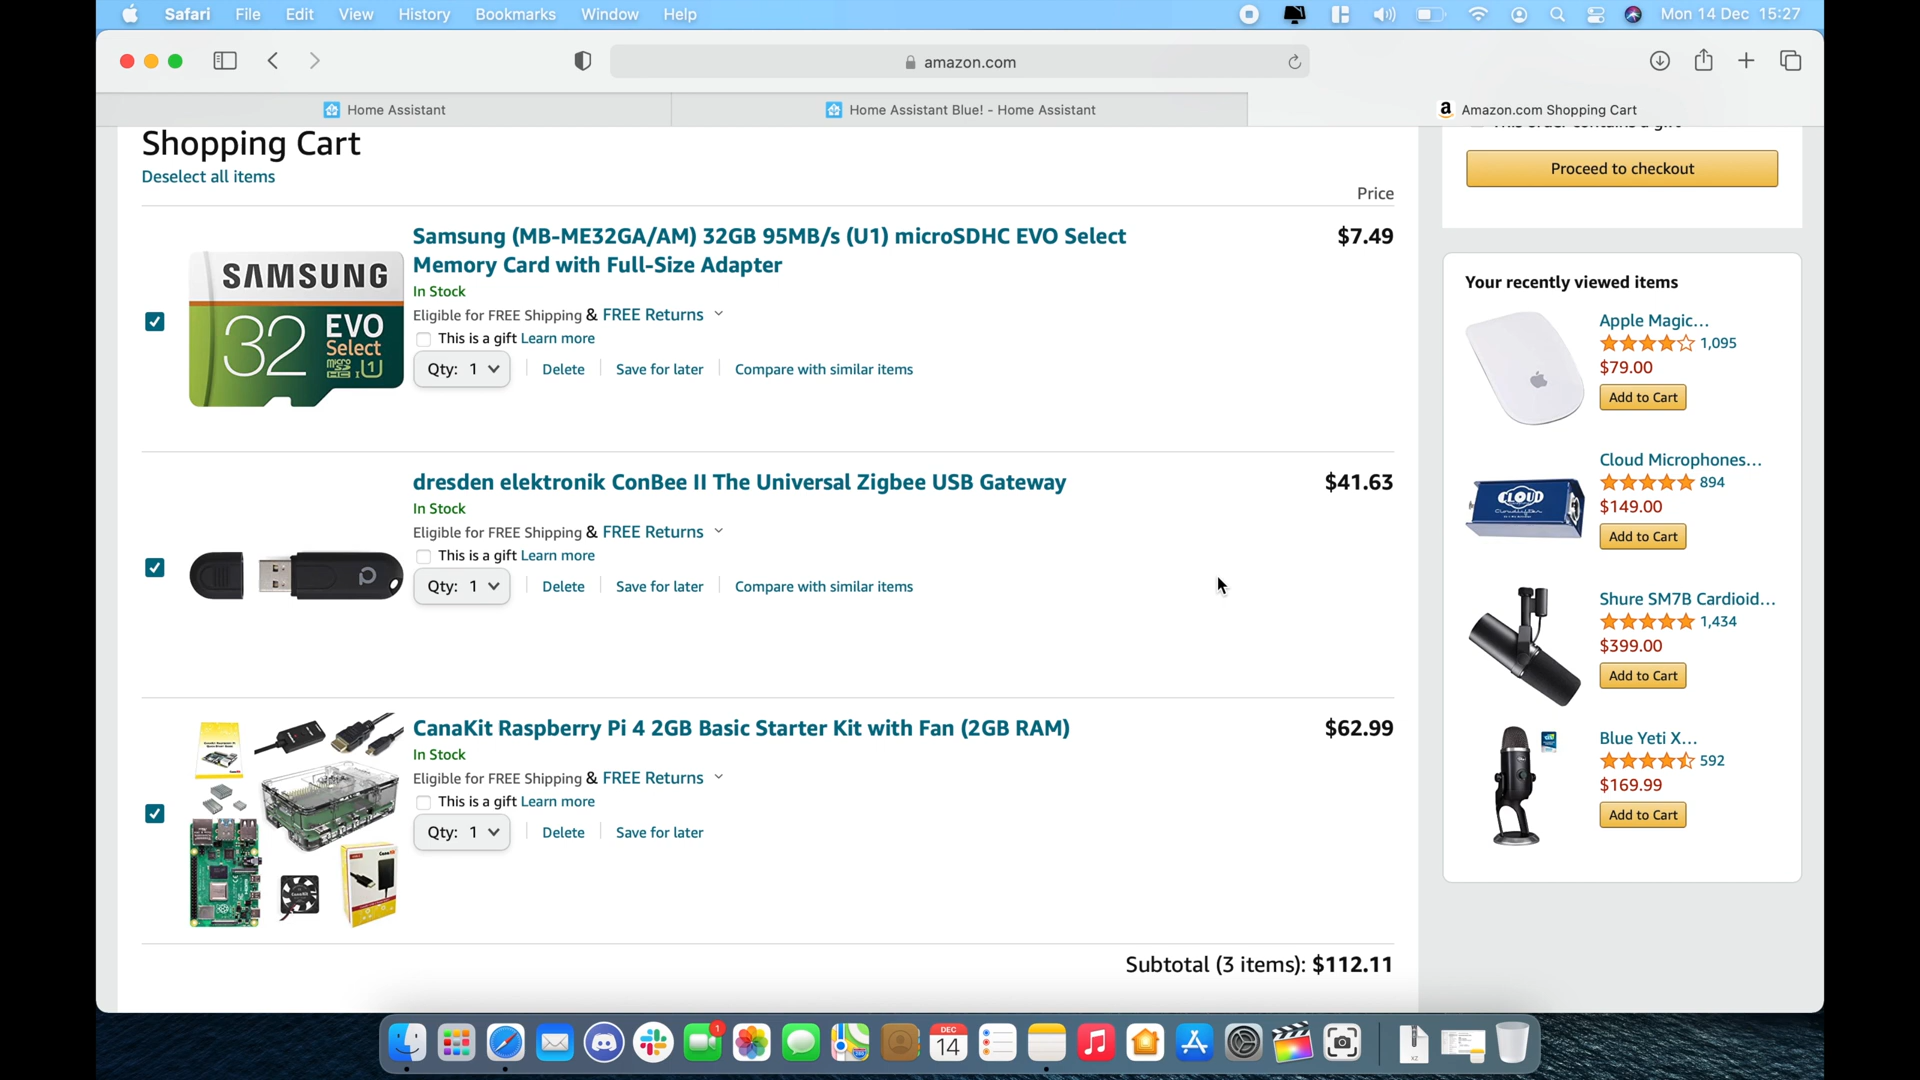 Safari File Edit View History Bookmarks Window Help Mon 14 Dec 15:27
amazon.com
Home Assistant
Home Assistant Blue! - Home Assistant
a Amazon.com Shopping Cart
Shopping Cart
Deselect all items
Price
SAMSUNG
32 EVO
Select
Samsung (MB-ME32GA/AM) 32GB 95MB/s (U1) microSDHC EVO Select
Memory Card with Full-Size Adapter
$7.49
In Stock
Eligible for FREE Shipping & FREE Returns
This is a gift Learn more
Qty: 1 Delete Save for later Compare with similar items
dresden elektronik ConBee II The Universal Zigbee USB Gateway
$41.63
In Stock
Eligible for FREE Shipping & FREE Returns
This is a gift Learn more
Qty: 1 Delete Save for later Compare with similar items
CanaKit Raspberry Pi 4 2GB Basic Starter Kit with Fan (2GB RAM)
$62.99
In Stock
Eligible for FREE Shipping & FREE Returns
This is a gift Learn more
Qty: 1 Delete Save for later
Subtotal (3 items): $112.11
Proceed to checkout
Your recently viewed items
Apple Magic...
1,095
$79.00
Add to Cart
CLOUD
Cloud Microphones...
894
$149.00
Add to Cart
Shure SM7B Cardioid...
1,434
$399.00
Add to Cart
Blue Yeti X...
592
$169.99
Add to Cart
1
DEC
14